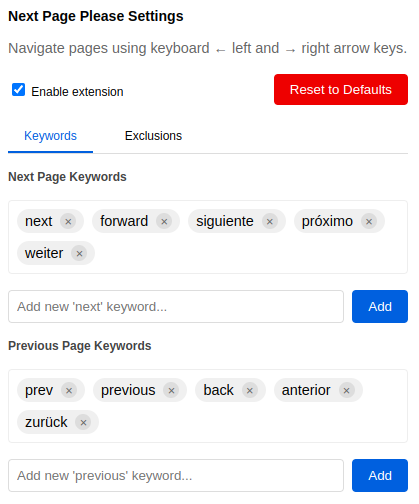 Next Page Please Settings
Navigate pages using keyboard ← left and → right arrow keys.
Enable extension
Reset to Defaults
Keywords Exclusions
Next Page Keywords
next × forward × siguiente × próximo ×
weiter ×
Add new 'next' keyword... Add
Previous Page Keywords
prev × previous × back × anterior ×
zurück ×
Add new 'previous' keyword... Add